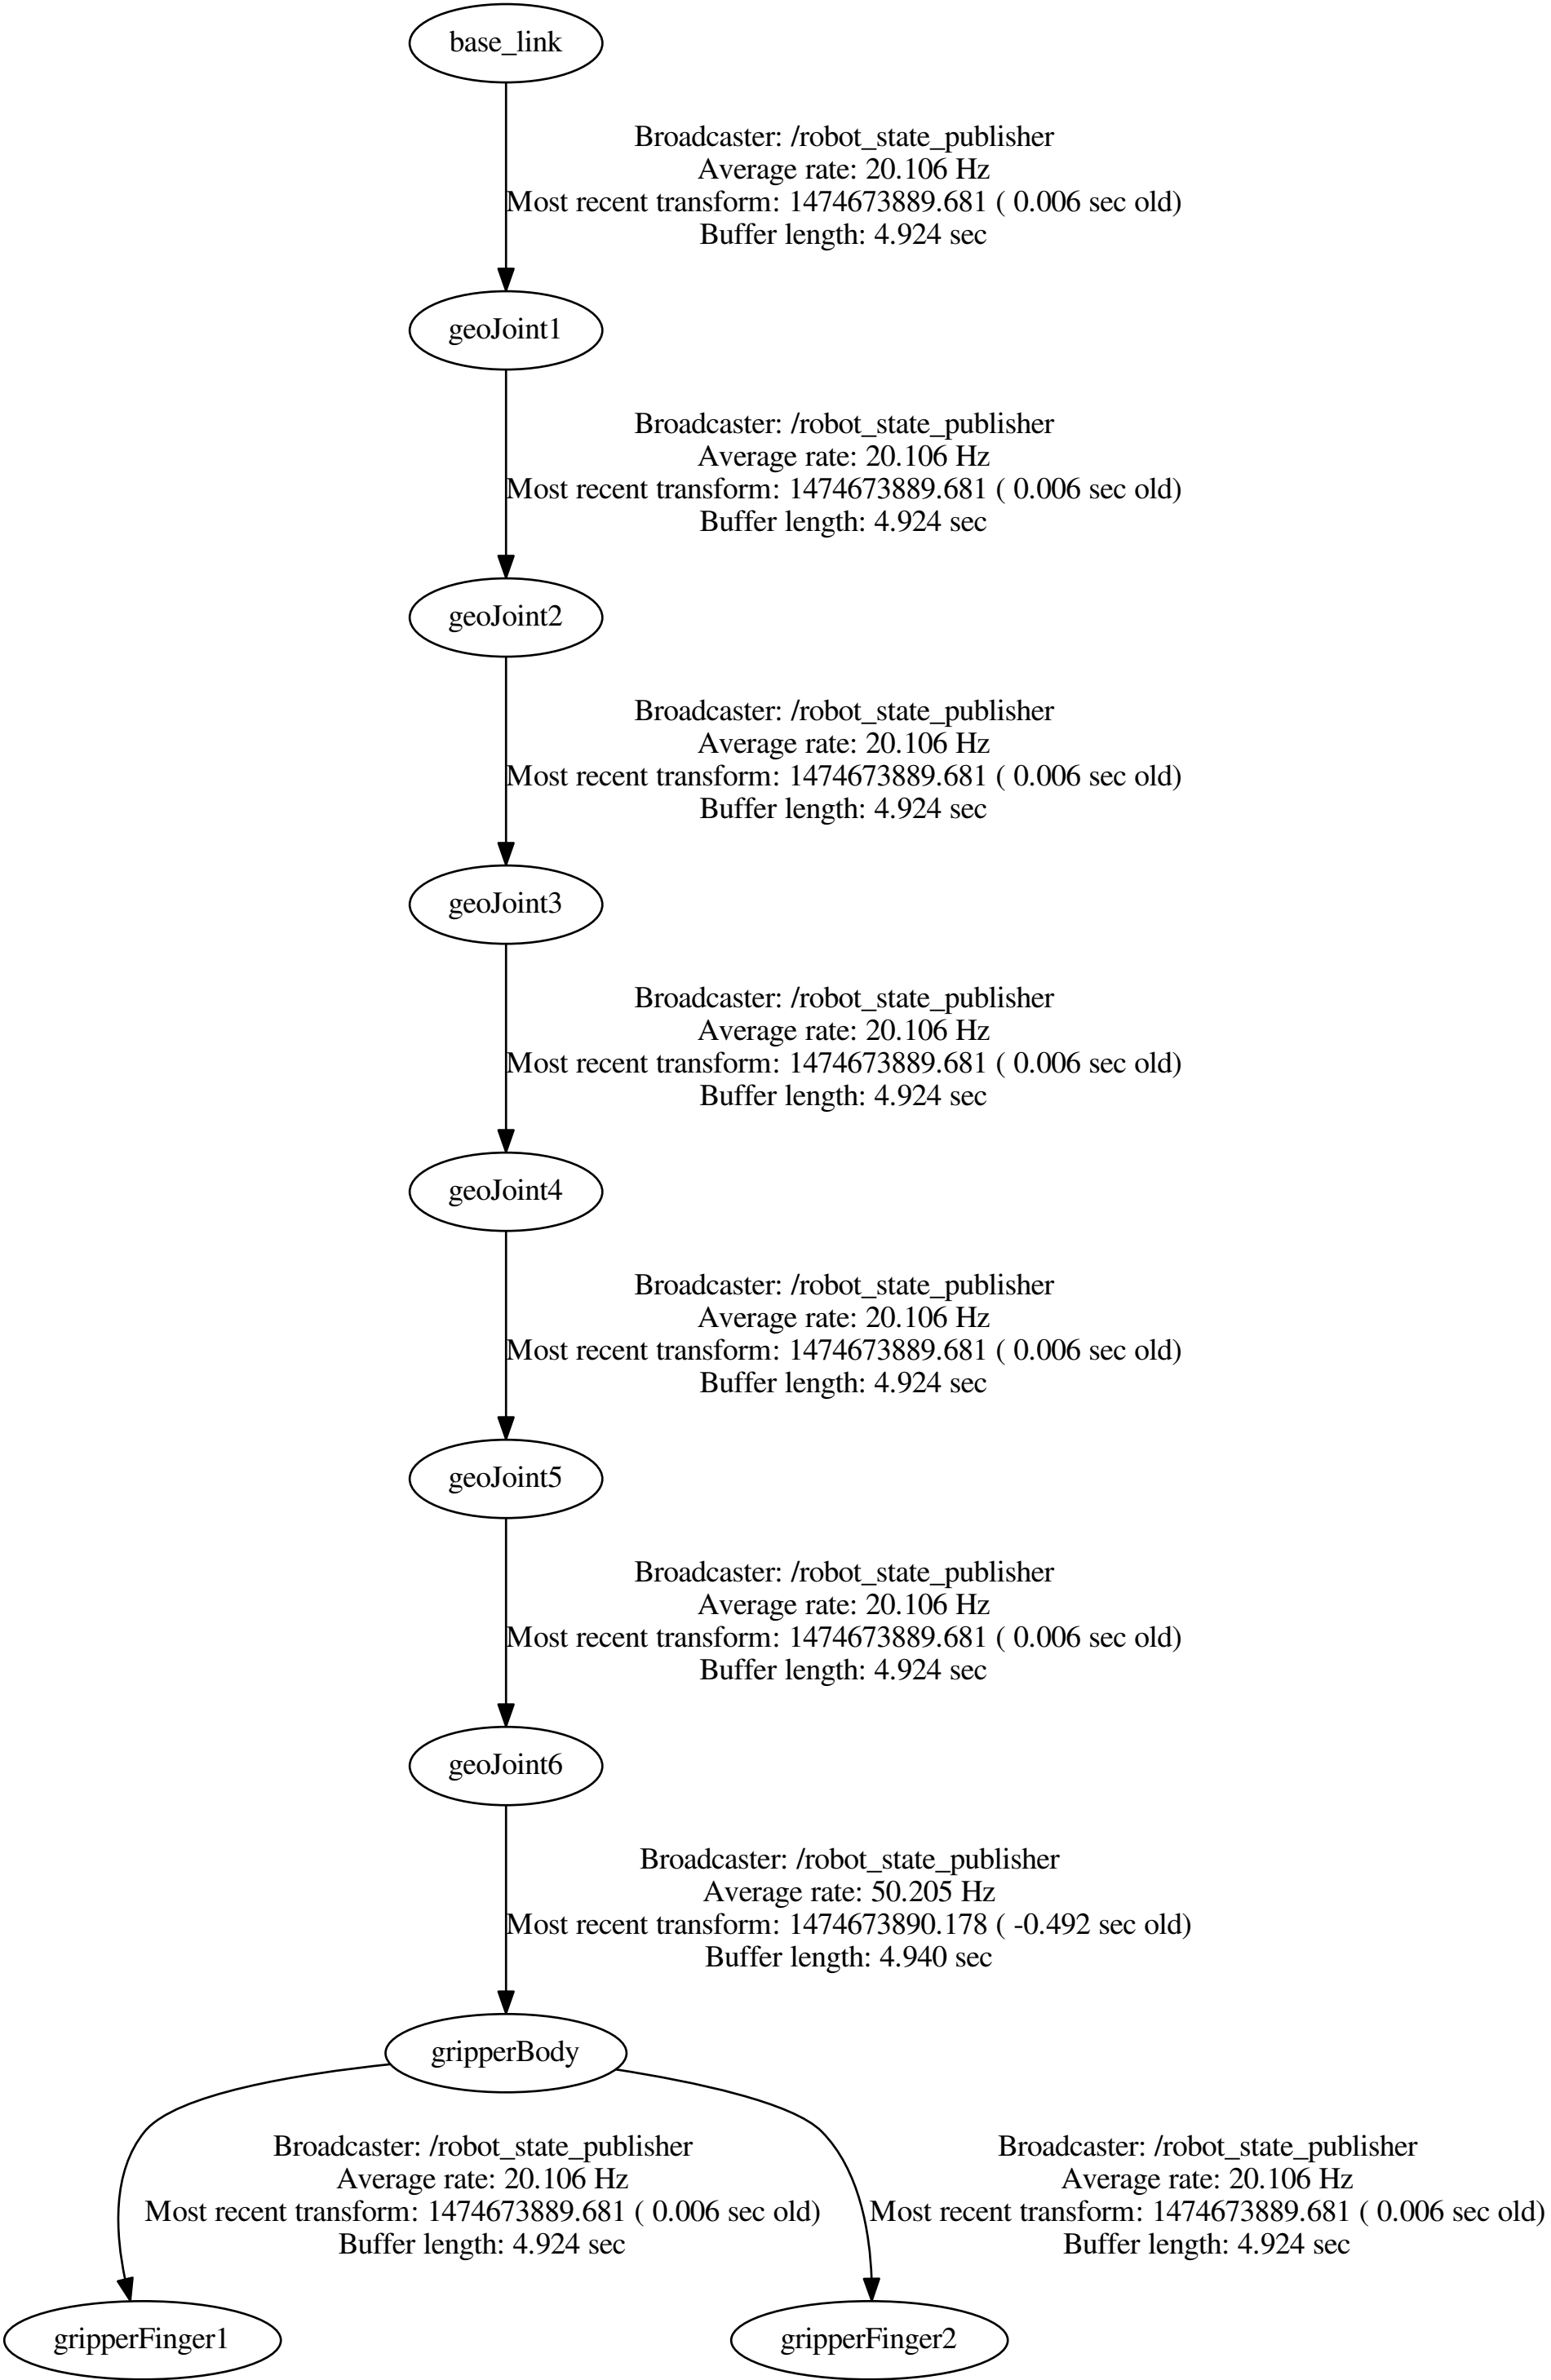 base_link
Broadcaster: /robot_state_publisher
Average rate: 20.106 Hz
Most recent transform: 1474673889.681 ( 0.006 sec old)
Buffer length: 4.924 sec
geoJoint1
Broadcaster: /robot_state_publisher
Average rate: 20.106 Hz
Most recent transform: 1474673889.681 ( 0.006 sec old)
Buffer length: 4.924 sec
geoJoint2
Broadcaster: /robot_state_publisher
Average rate: 20.106 Hz
Most recent transform: 1474673889.681 ( 0.006 sec old)
Buffer length: 4.924 sec
geoJoint3
Broadcaster: /robot_state_publisher
Average rate: 20.106 Hz
Most recent transform: 1474673889.681 ( 0.006 sec old)
Buffer length: 4.924 sec
geoJoint4
Broadcaster: /robot_state_publisher
Average rate: 20.106 Hz
Most recent transform: 1474673889.681 ( 0.006 sec old)
Buffer length: 4.924 sec
geoJoint5
Broadcaster: /robot_state_publisher
Average rate: 20.106 Hz
Most recent transform: 1474673889.681 ( 0.006 sec old)
Buffer length: 4.924 sec
geoJoint6
Broadcaster: /robot_state_publisher
Average rate: 50.205 Hz
Most recent transform: 1474673890.178 ( -0.492 sec old)
Buffer length: 4.940 sec
gripperBody
Broadcaster: /robot_state_publisher
Average rate: 20.106 Hz
Most recent transform: 1474673889.681 ( 0.006 sec old)
Buffer length: 4.924 sec
Broadcaster: /robot_state_publisher
Average rate: 20.106 Hz
Most recent transform: 1474673889.681 ( 0.006 sec old)
Buffer length: 4.924 sec
gripperFinger1
gripperFinger2